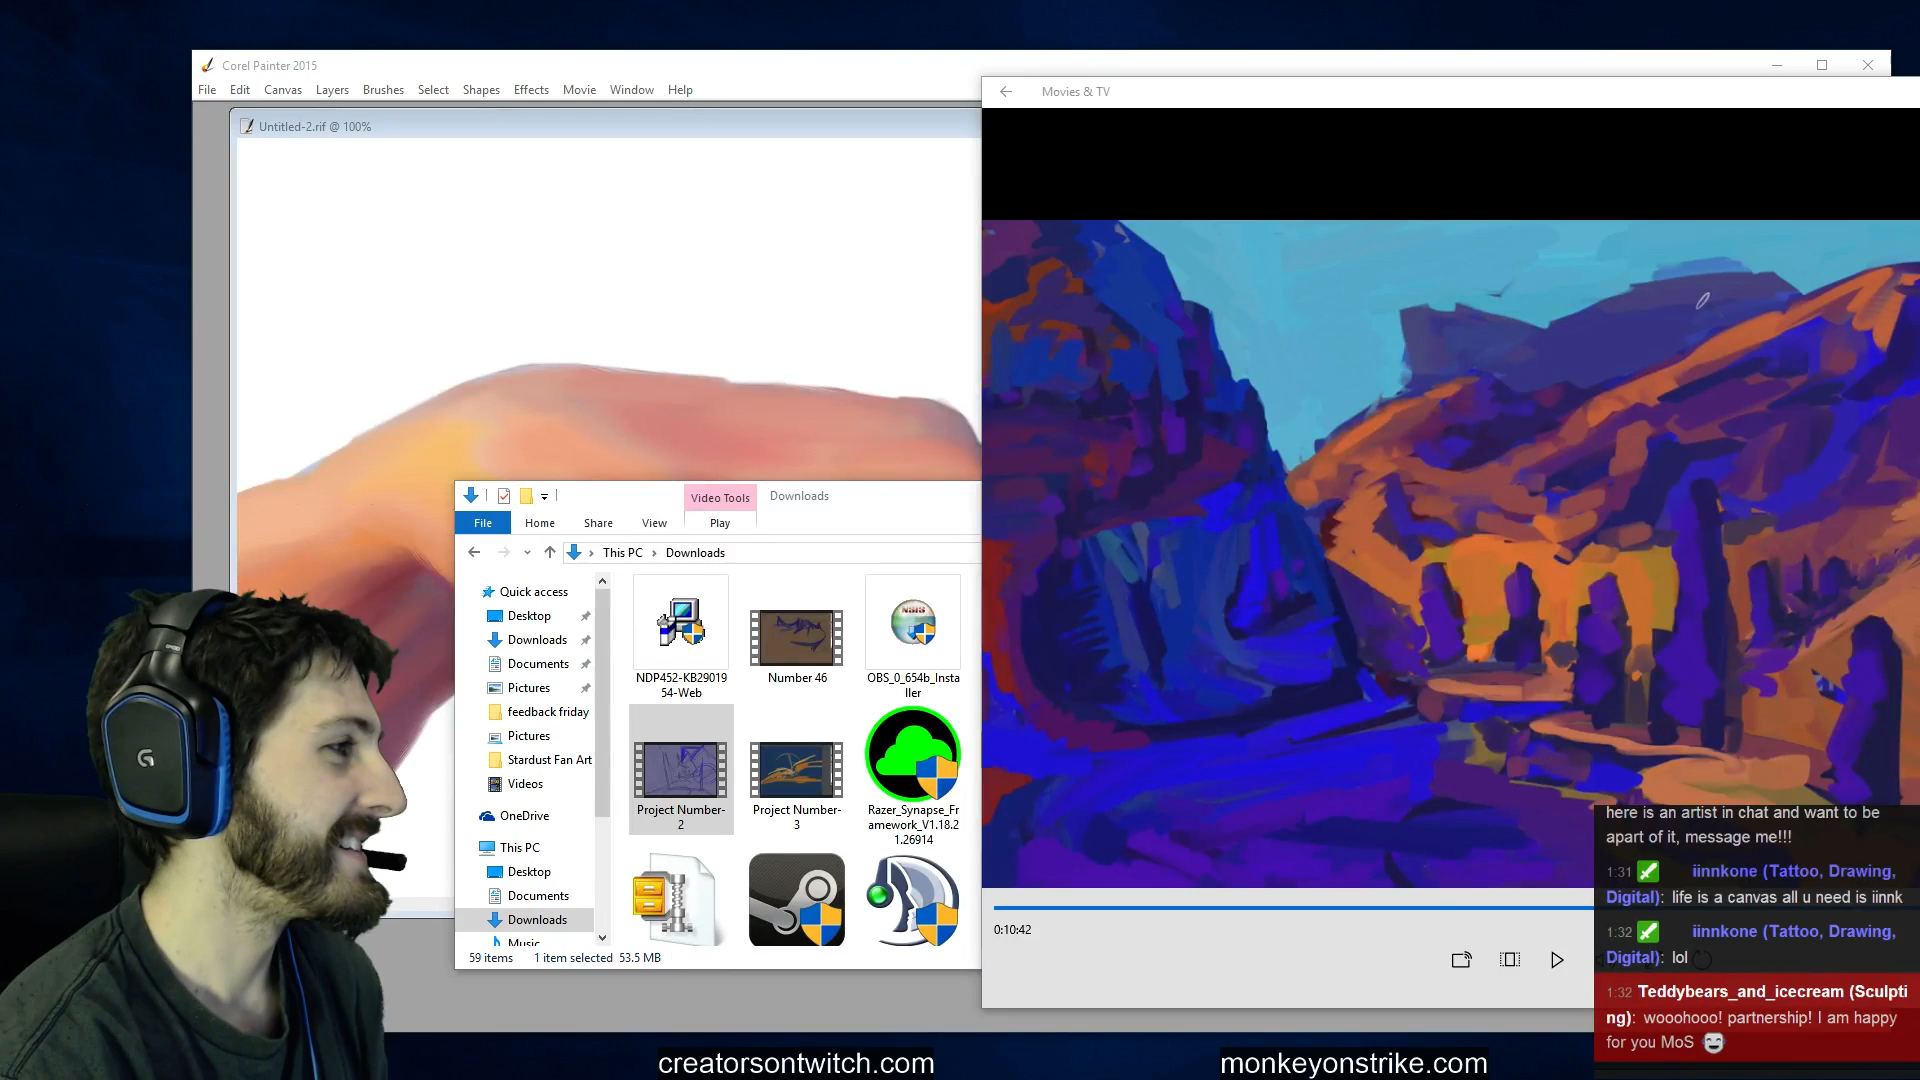 Corel Painter 2015
File Edit Canvas Layers Brushes Select Shapes Effects Movie Window Help
Untitled-2.rif @ 100%
Movies & TV
Video Tools
Downloads
File Home Share View Play
This PC > Downloads
Quick access
Desktop
Downloads
Documents
Pictures
feedback friday
Pictures
Stardust Fan Art
Videos
OneDrive
This PC
Desktop
Documents
Downloads
Music
NDP452-KB29019
54-Web
Number 46
OBS_0_654b_Insta
ller
NSIS
Project Number-
2
Project Number-
3
Razer_Synapse_Fr
amework_V1.18.2
1.26914
59 items 1 item selected 53.5 MB
0:10:42
here is an artist in chat and want to be
apart of it, message me!!!
1:31 iinnkone (Tattoo, Drawing,
Digital): life is a canvas all u need is iinnk
1:32 iinnkone (Tattoo, Drawing,
Digital): lol
1:32 Teddybears_and_icecream (Sculpti
ng): wooohooo! partnership! I am happy
for you MoS
creatorsontwitch.com
monkeyonstrike.com